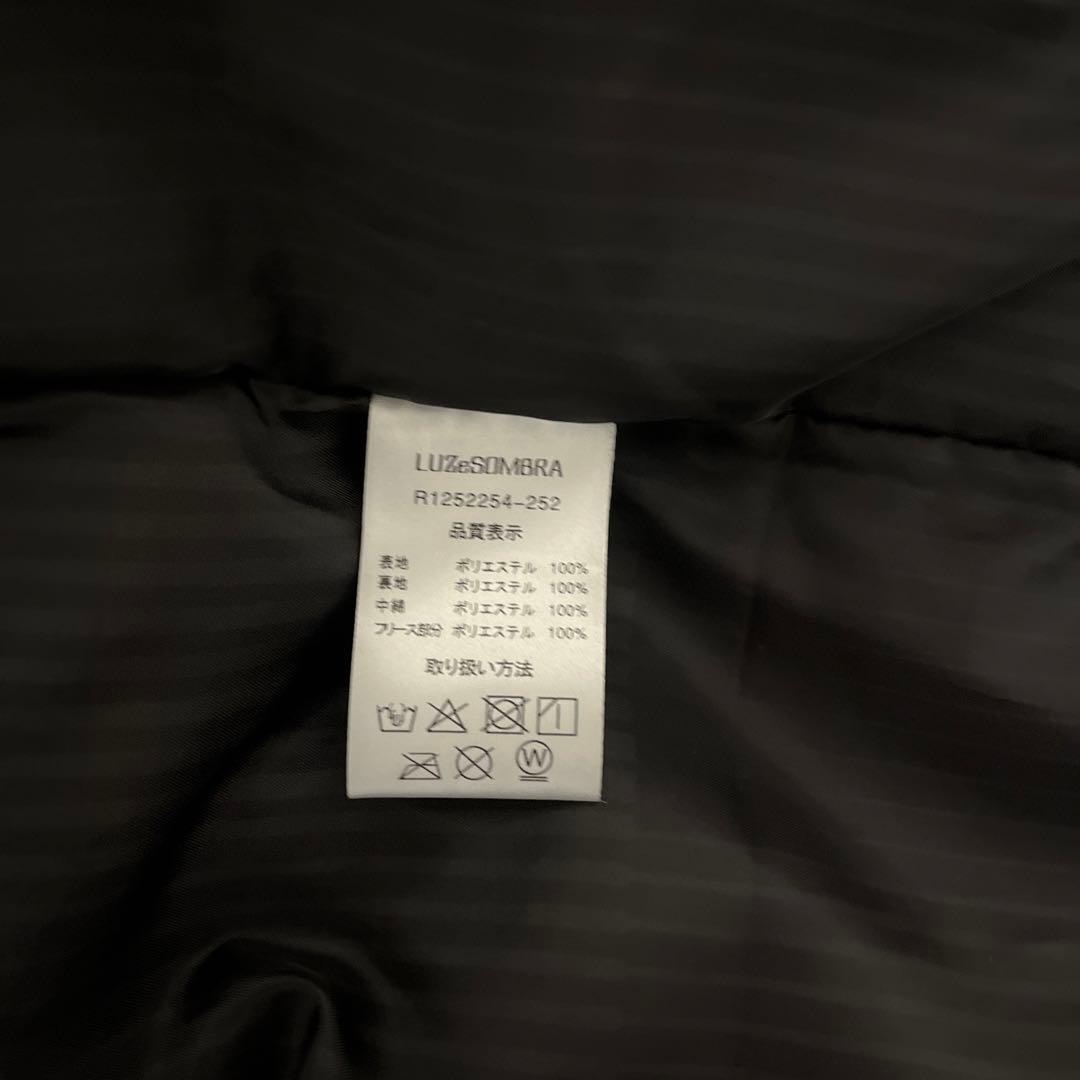 LUZeSOMBRA
R1252254-252
品質表示
表地 ポリエステル 100%
裏地 ポリエステル 100%
中綿 ポリエステル 100%
フリース部分 ポリエステル 100%
取り扱い方法
W